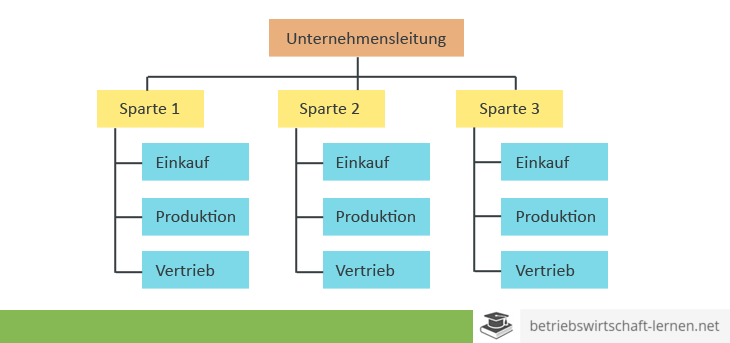 Unternehmensleitung
Sparte 1
Sparte 2
Sparte 3
Einkauf
Einkauf
Einkauf
Produktion
Produktion
Produktion
Vertrieb
Vertrieb
Vertrieb
betriebswirtschaft-lernen.net